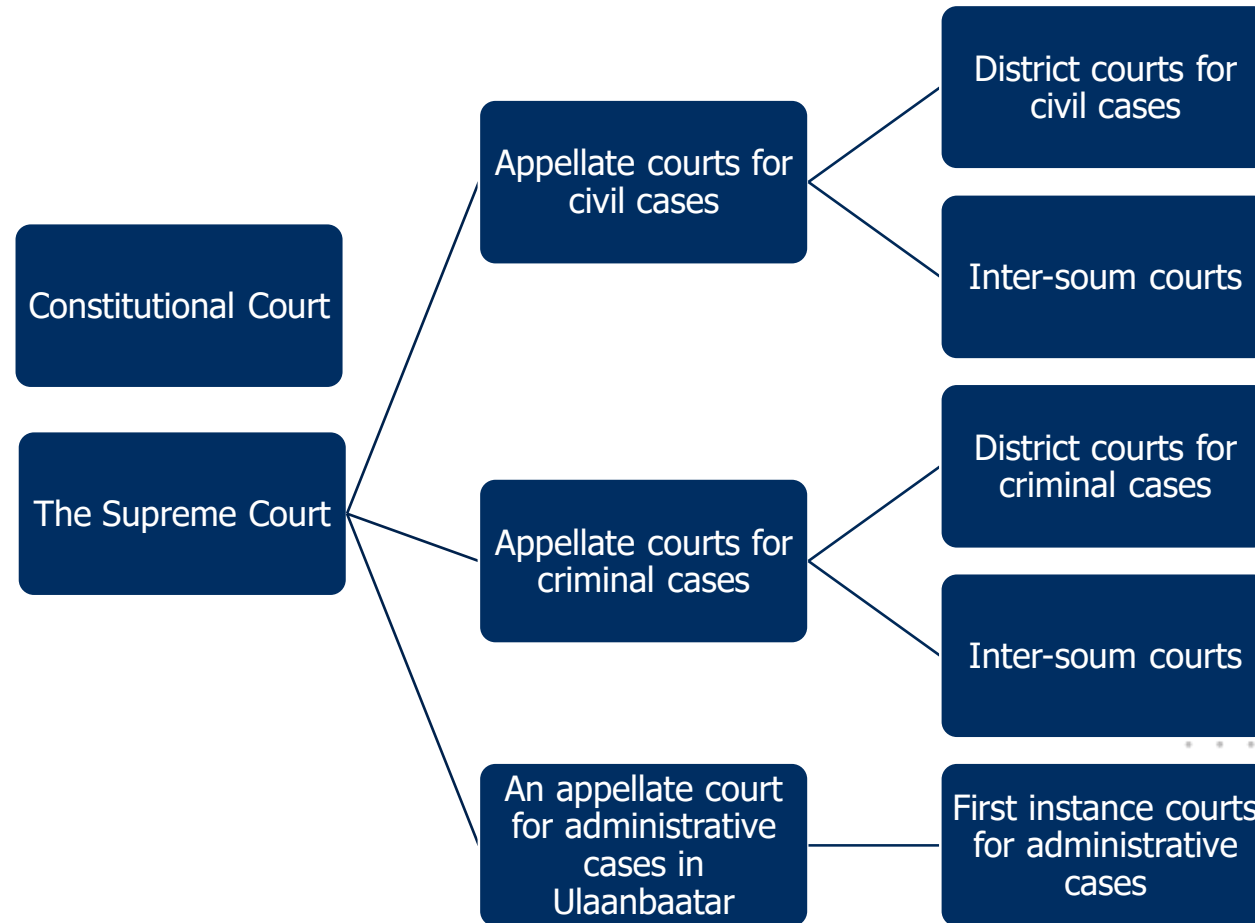 Constitutional Court
The Supreme Court
Appellate courts for
civil cases
Appellate courts for
criminal cases
An appellate court
for administrative
cases in
Ulaanbaatar
District courts for
civil cases
Inter-soum courts
District courts for
criminal cases
Inter-soum courts
First instance courts
for administrative
cases